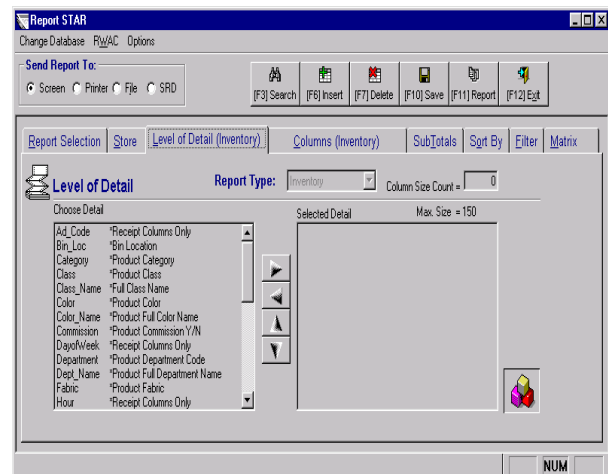 Report STAR
Change Database RWAC Options
Send Report To:
Screen Printer File SRD
[F3] Search [F6] Insert [F7] Delete [F10] Save [F11] Report [F12] Exit
Report Selection Store Level of Detail (Inventory) Columns (Inventory) SubTotals Sort By Filter Matrix
Level of Detail Report Type: Inventory Column Size Count = 0
Choose Detail Selected Detail Max. Size = 150
Ad_Code *Receipt Columns Only
Bin_Loc *Bin Location
Category *Product Category
Class *Product Class
Class_Name *Full Class Name
Color *Product Color
Color_Name *Product Full Color Name
Commission *Product Commission Y/N
DayofWeek *Receipt Columns Only
Department *Product Department Code
Dept_Name *Product Full Department Name
Fabric *Product Fabric
Hour *Receipt Columns Only
NUM